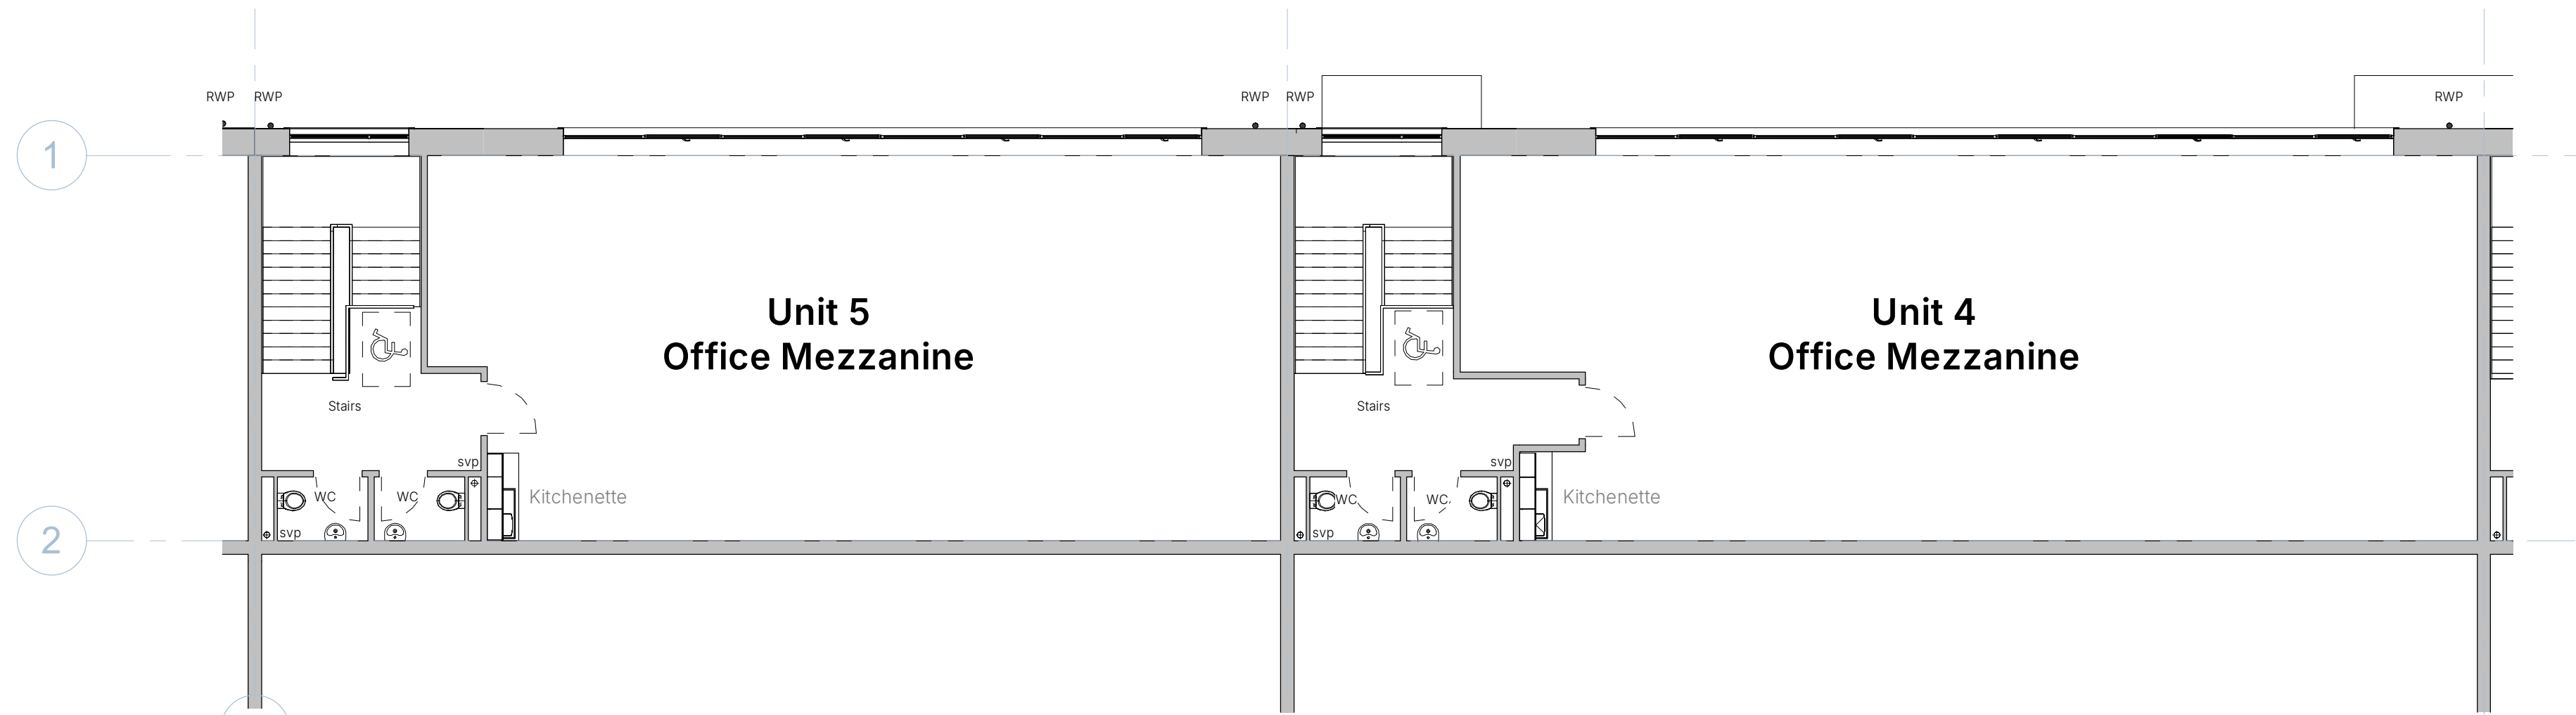 RWP
RWP
RWP
RWP
RWP
1
Unit 5
Office Mezzanine
Unit 4
Office Mezzanine
Stairs
Stairs
svp
svp
WC
WC
Kitchenette
WC
WC
Kitchenette
svp
svp
2